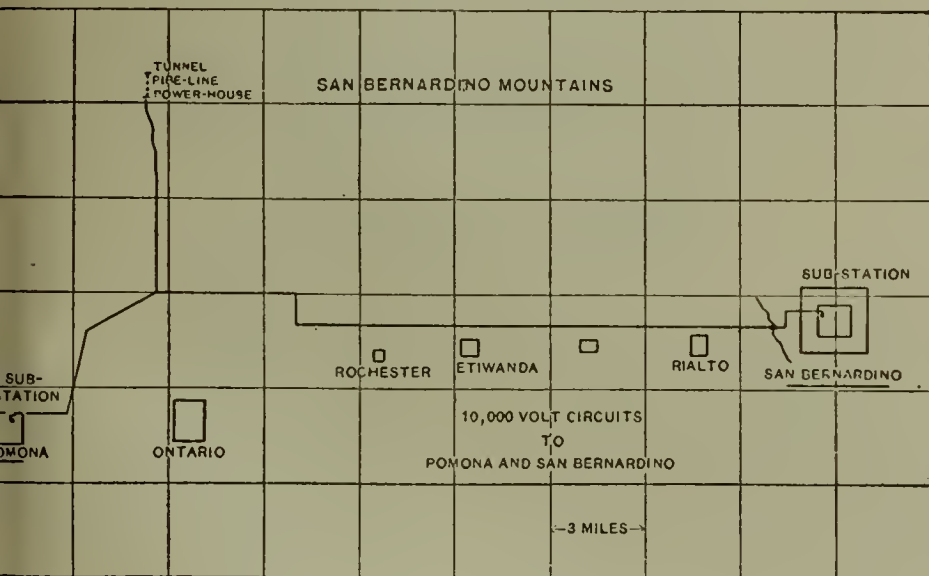 TUNNEL
PIPE-LINE
POWER-HOUSE
SAN BERNARDINO MOUNTAINS
SUB-STATION
ROCHESTER
ETIWANDA
RIALTO
SAN BERNARDINO
SUB-
STATION
OMONA
ONTARIO
10,000 VOLT CIRCUITS
TO
POMONA AND SAN BERNARDINO
3 MILES